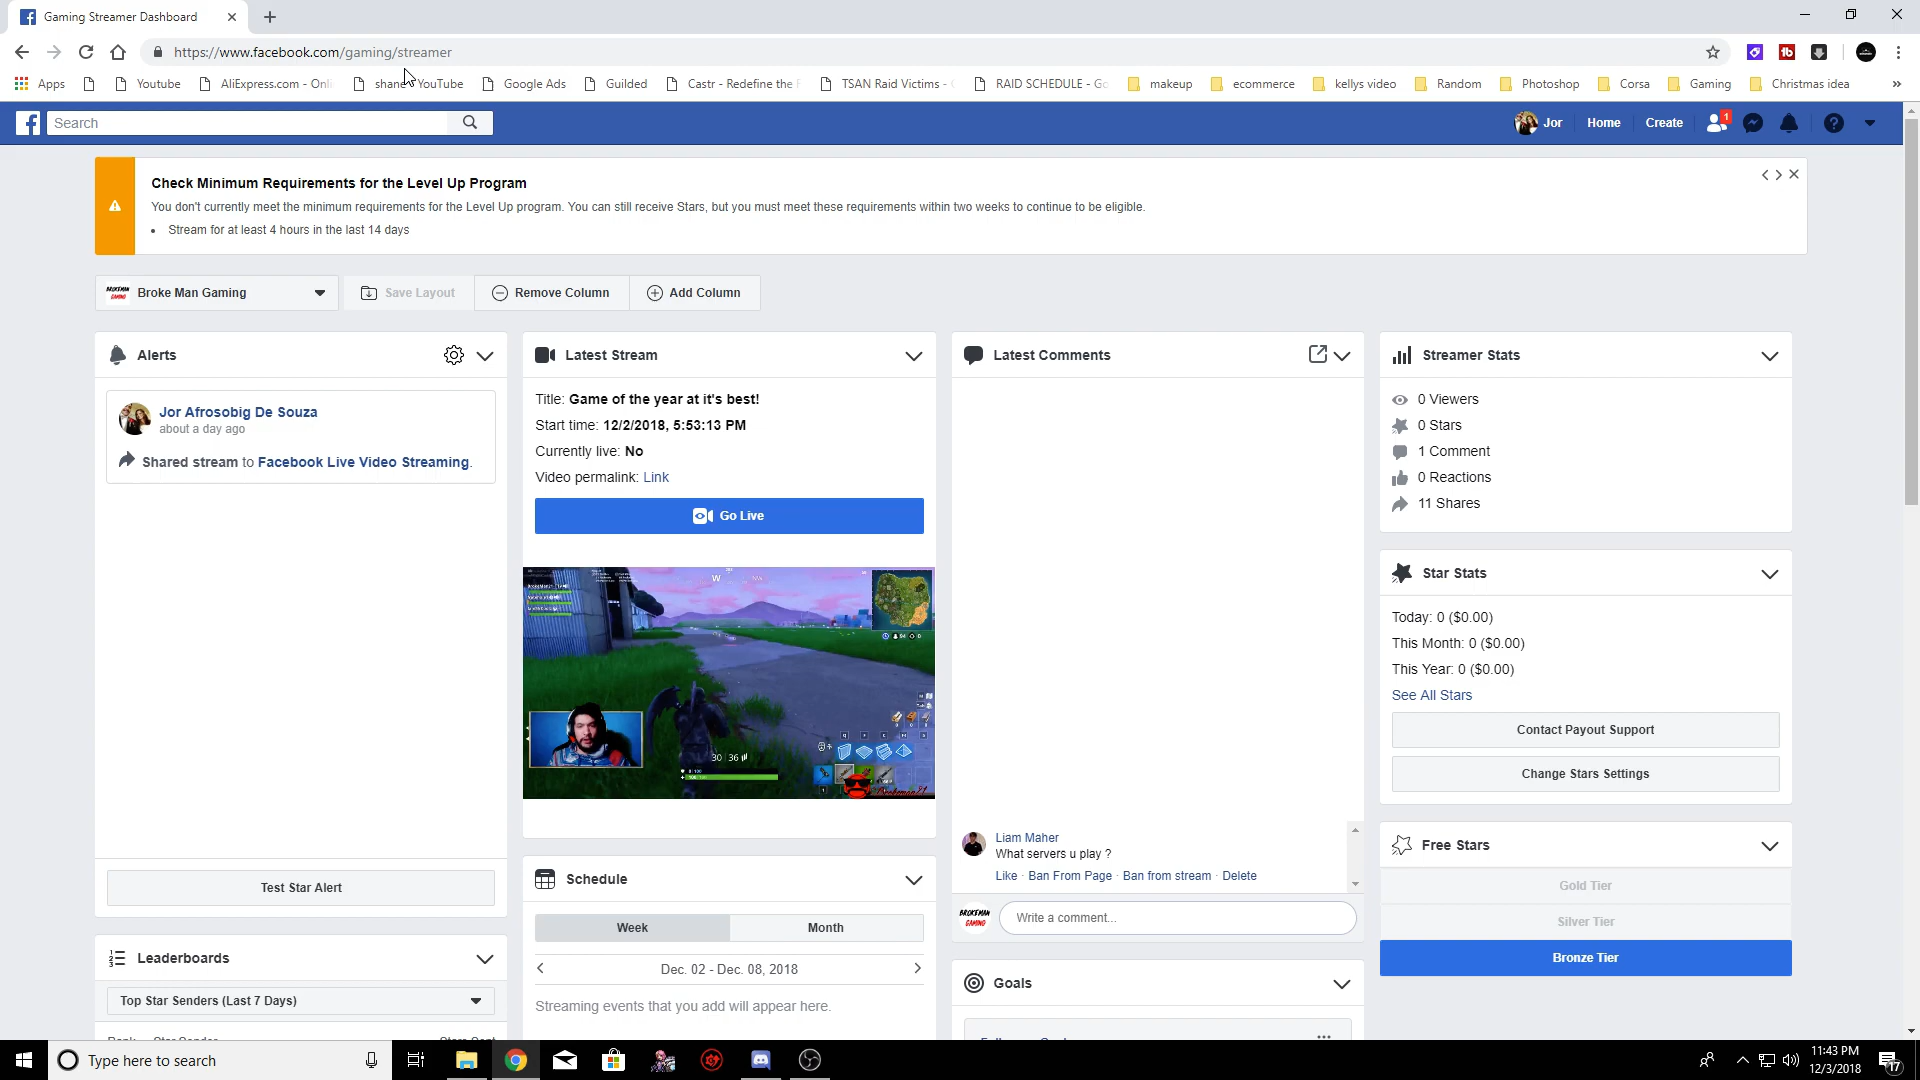 Gaming Streamer Dashboard
https://www.facebook.com/gaming/streamer
Apps Youtube AliExpress.com - Onli shane YouTube Google Ads Guilded Castr - Redefine the TSAN Raid Victims - RAID SCHEDULE - Go makeup ecommerce kellys video Random Photoshop Corsa Gaming Christmas idea »
Search Jor Home Create 1
Check Minimum Requirements for the Level Up Program
You don't currently meet the minimum requirements for the Level Up program. You can still receive Stars, but you must meet these requirements within two weeks to continue to be eligible.
• Stream for at least 4 hours in the last 14 days
BROKEMAN GAMING Broke Man Gaming Save Layout Remove Column Add Column
Alerts
Jor Afrosobig De Souza
about a day ago
Shared stream to Facebook Live Video Streaming.
Test Star Alert
Leaderboards
Top Star Senders (Last 7 Days)
Latest Stream
Title: Game of the year at it's best!
Start time: 12/2/2018, 5:53:13 PM
Currently live: No
Video permalink: Link
Go Live
W NW
30 36
Schedule
Week Month
Dec. 02 - Dec. 08, 2018
Streaming events that you add will appear here.
Latest Comments
Liam Maher
What servers u play ?
Like · Ban From Page · Ban from stream · Delete
BROKEMAN GAMING Write a comment...
Goals
Streamer Stats
0 Viewers
0 Stars
1 Comment
0 Reactions
11 Shares
Star Stats
Today: 0 ($0.00)
This Month: 0 ($0.00)
This Year: 0 ($0.00)
See All Stars
Contact Payout Support
Change Stars Settings
Free Stars
Gold Tier
Silver Tier
Bronze Tier
Type here to search
11:43 PM
12/3/2018
17